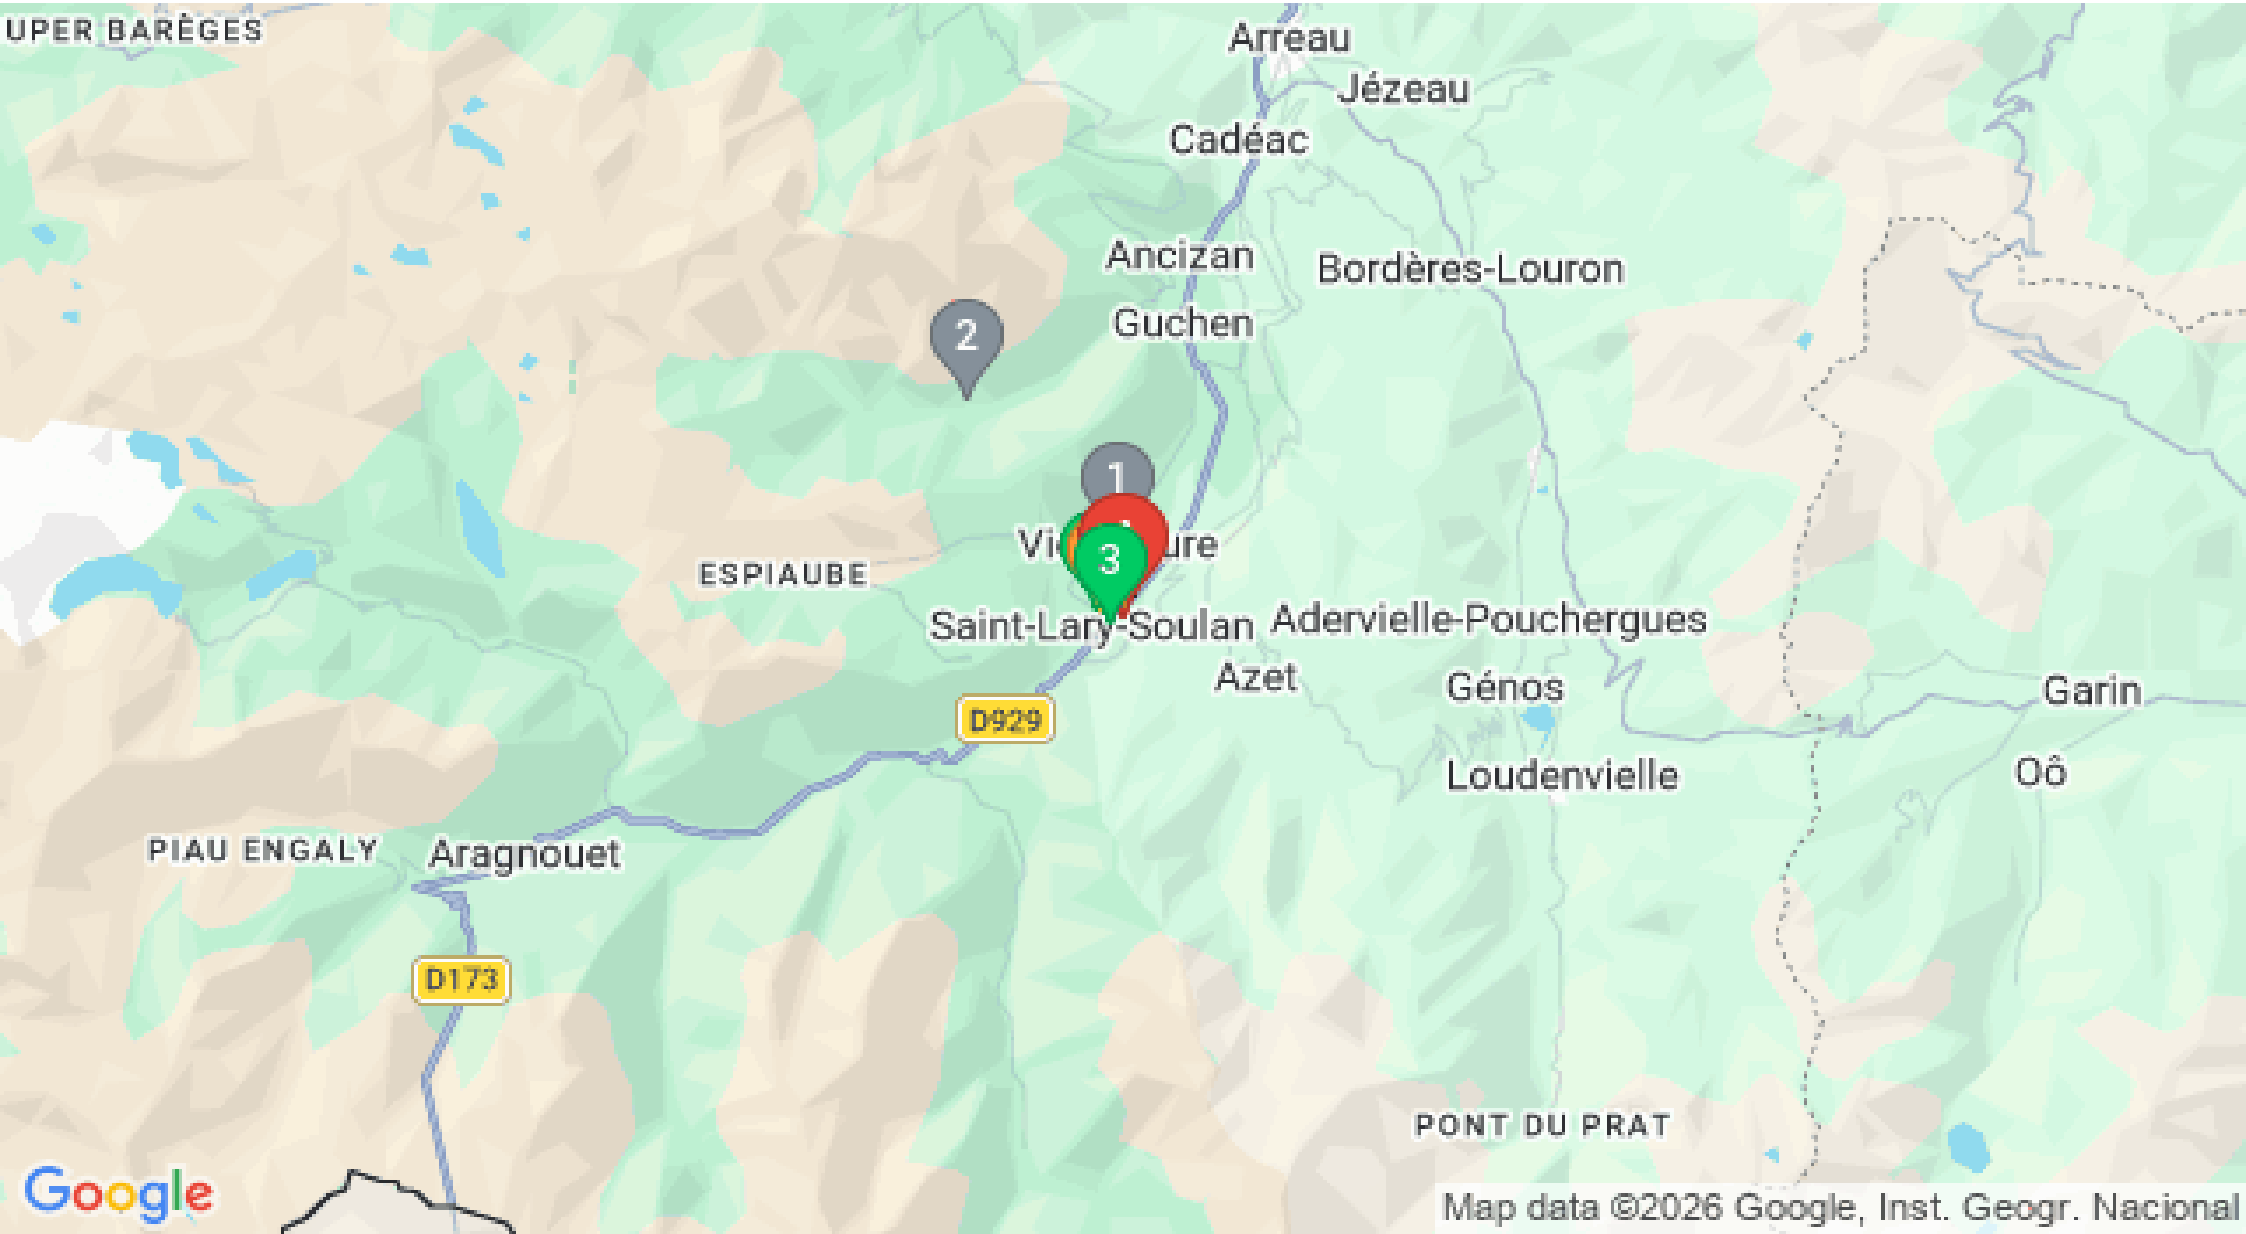 UPER BARÈGES
Arreau
Jézeau
Cadéac
Ancizan
Bordères-Louron
Guchen
2
1
3
ESPIAUBE
Saint-Lary-Soulan
Adervielle-Pouchergues
Azet
Génos
Garin
D929
Loudenvielle
Oô
PIAU ENGALY
Aragnouet
D173
PONT DU PRAT
Google
Map data ©2026 Google, Inst. Geogr. Nacional